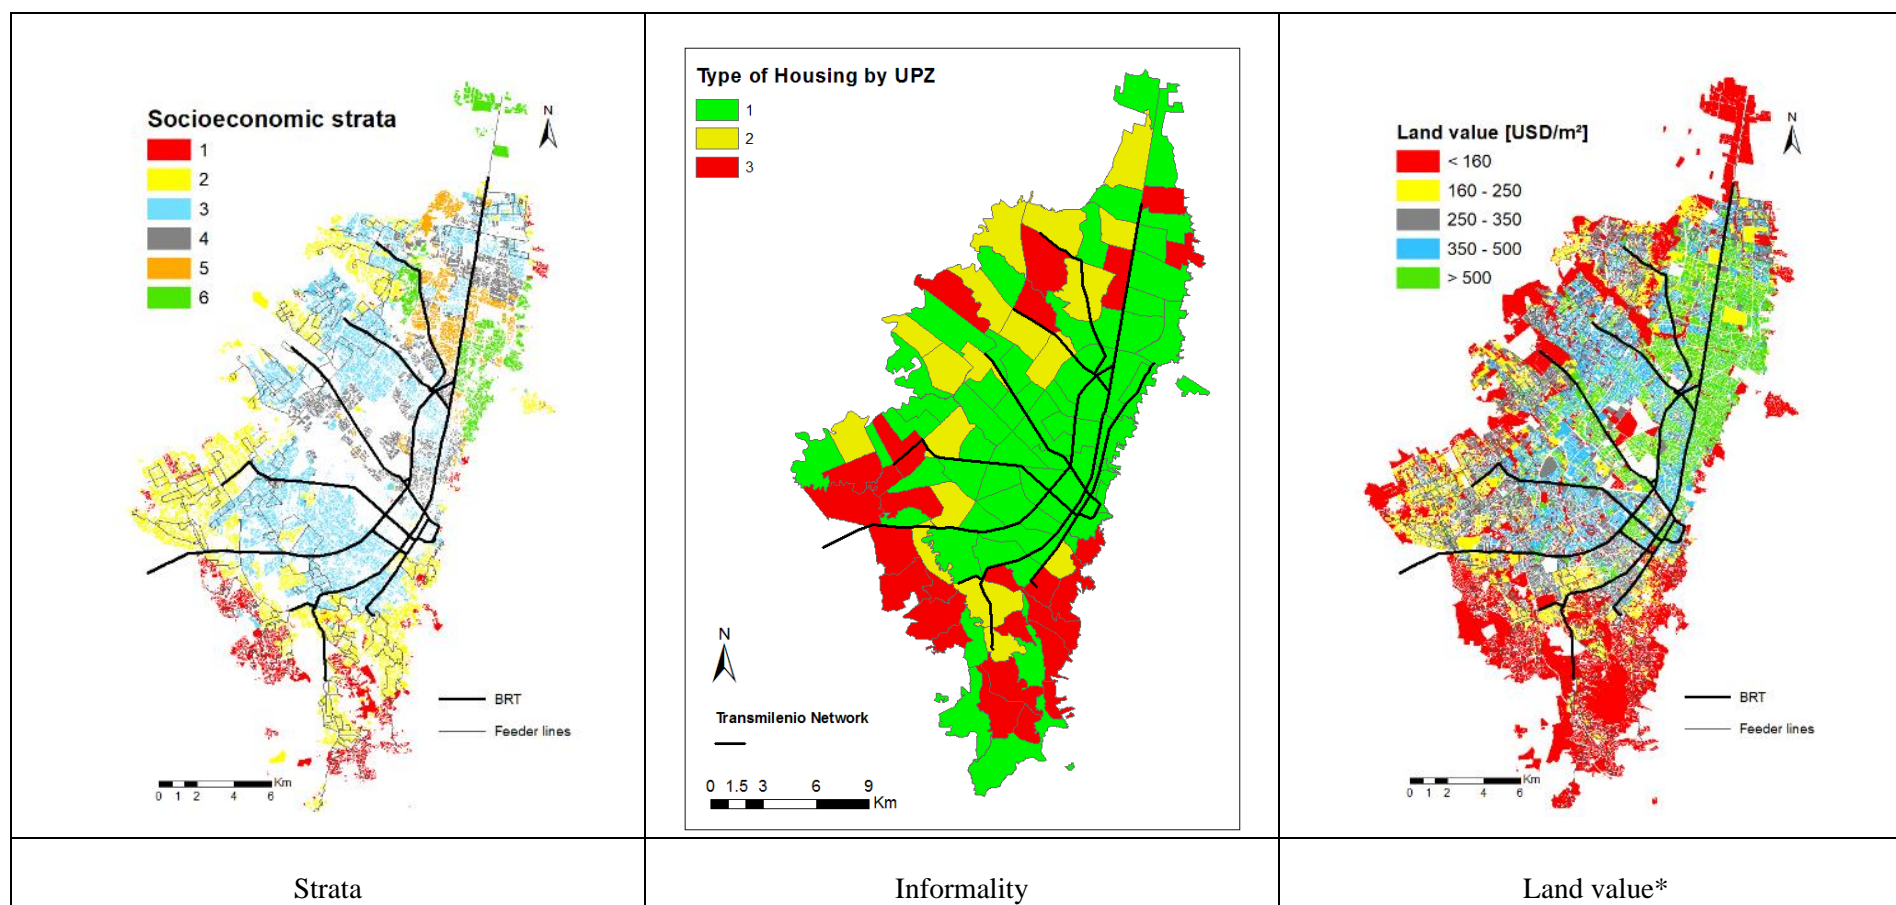 Socioeconomic strata
N
1
2
3
4
5
6
BRT
Feeder lines
Km
0 1 2 4 6
Type of Housing by UPZ
1
2
3
N
Transmilenio Network
0 1.5 3 6 9
Km
Land value [USD/m²]
N
< 160
160 - 250
250 - 350
350 - 500
> 500
BRT
Feeder lines
Km
0 1 2 4 6
Strata
Informality
Land value*